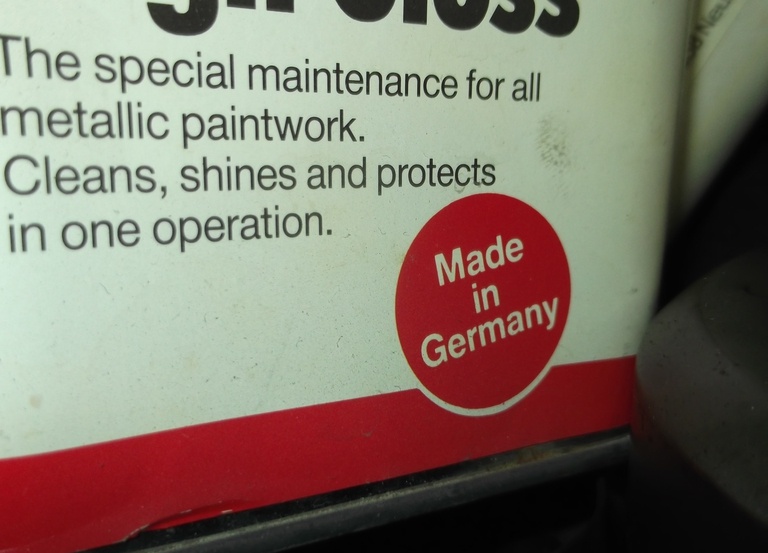 The special maintenance for all
metallic paintwork.
Cleans, shines and protects
in one operation.
Made
in
Germany